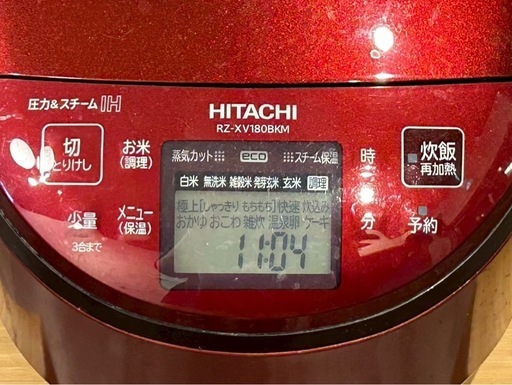 圧力&スチームIH
HITACHI
RZ-XV180BKM
切
とりけし
お米
(調理)
少量
3合まで
メニュー
(保温)
蒸気カット eco スチーム保温
白米 無洗米 雑穀米 発芽玄米 玄米 調理
極上[しゃっきり もちもち] 快速 炊込み
おかゆ おこわ 雑炊 温泉卵 ケーキ
11:04
時
分
炊飯
再加熱
予約